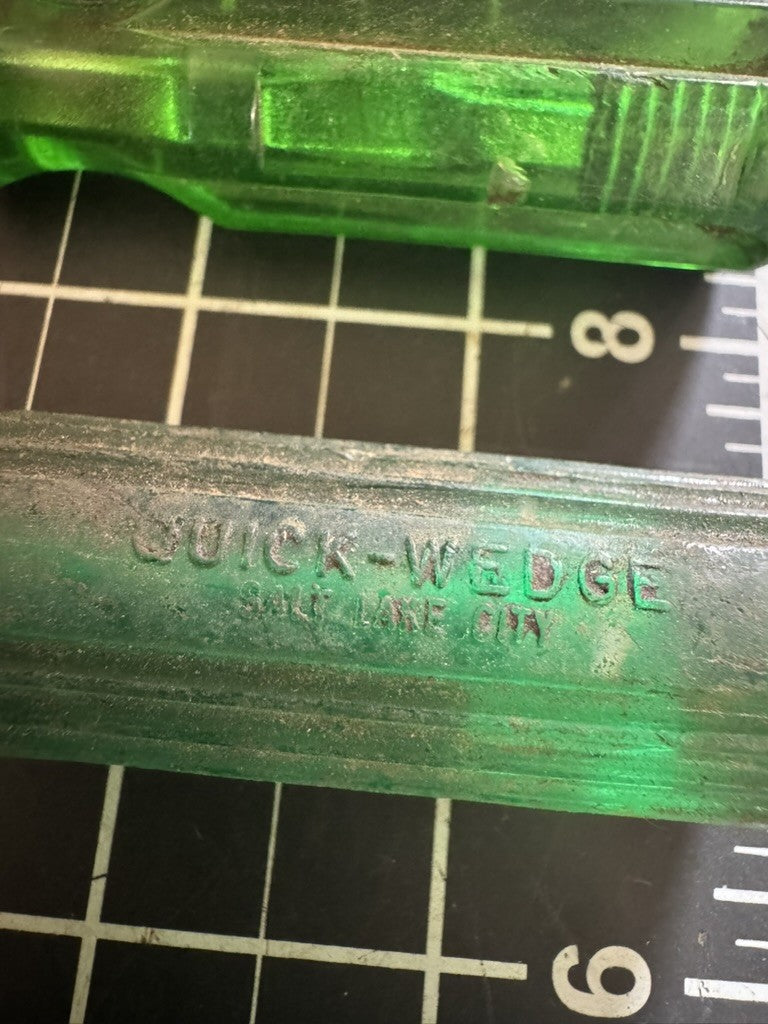 8
QUICK-WEDGE
SALT LAKE CITY
9